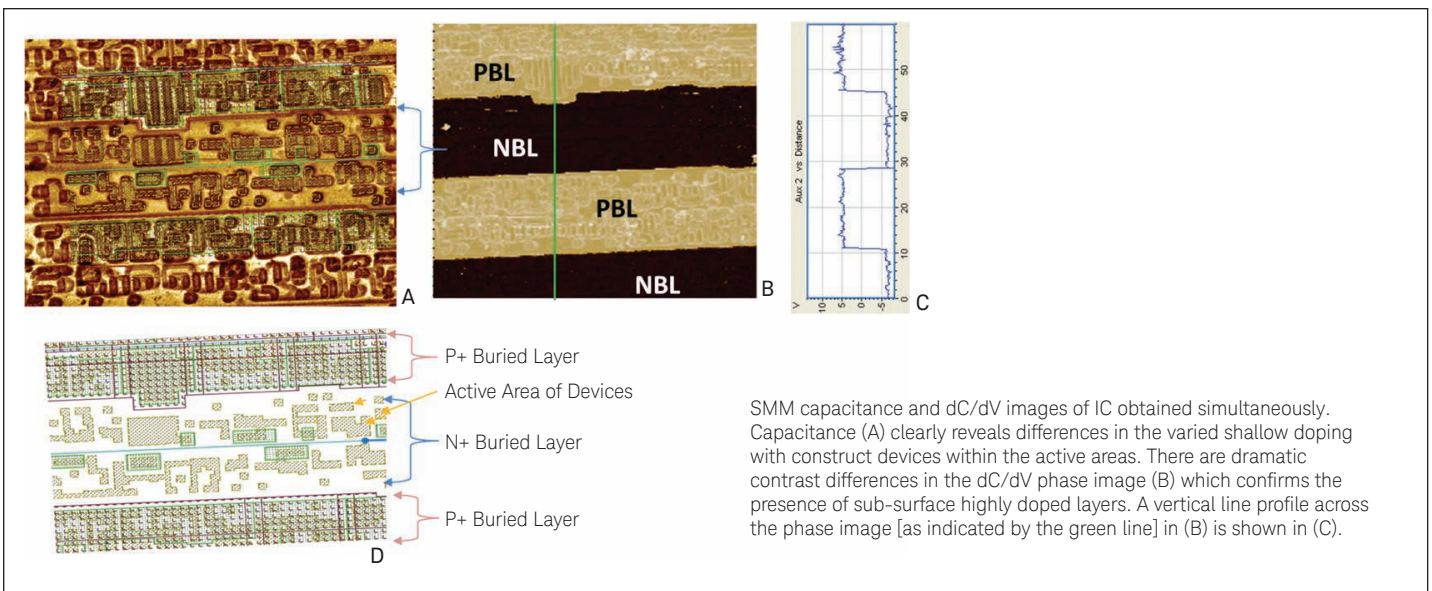 A
PBL
NBL
PBL
NBL
B
Aux 2 vs Distance
V
10
5
0
-5
0
10
20
30
40
50
C
P+ Buried Layer
Active Area of Devices
N+ Buried Layer
P+ Buried Layer
D
SMM capacitance and dC/dV images of IC obtained simultaneously.
Capacitance (A) clearly reveals differences in the varied shallow doping
with construct devices within the active areas. There are dramatic
contrast differences in the dC/dV phase image (B) which confirms the
presence of sub-surface highly doped layers. A vertical line profile across
the phase image [as indicated by the green line] in (B) is shown in (C).